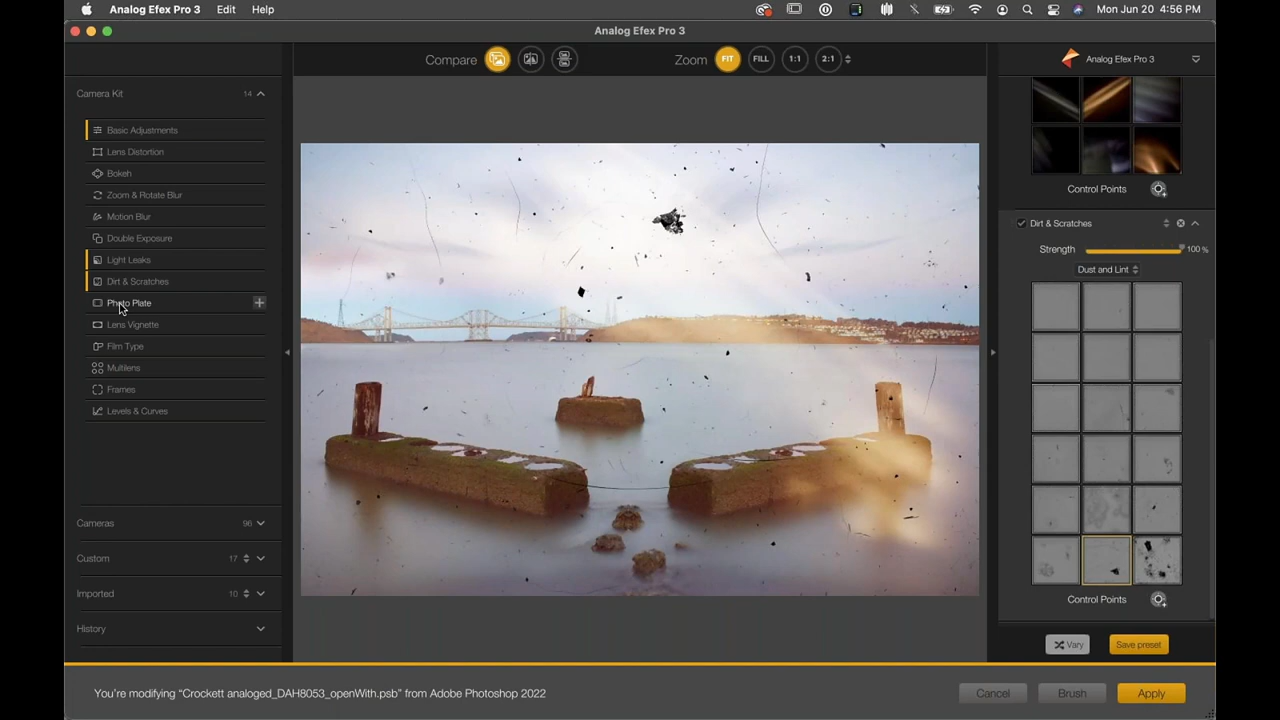 Analog Efex Pro 3 Edit Help
Mon Jun 20 4:56 PM
Analog Efex Pro 3
Compare
Zoom FIT FILL 1:1 2:1
Analog Efex Pro 3
Camera Kit 14
Basic Adjustments
Lens Distortion
Bokeh
Zoom & Rotate Blur
Motion Blur
Double Exposure
Light Leaks
Dirt & Scratches
Photo Plate
Lens Vignette
Film Type
Multilens
Frames
Levels & Curves
Cameras 96
Custom 17
Imported 10
History
Control Points
Dirt & Scratches
Strength 100 %
Dust and Lint
Control Points
Vary Save preset
You're modifying “Crockett analoged_DAH8053_openWith.psb” from Adobe Photoshop 2022
Cancel Brush Apply